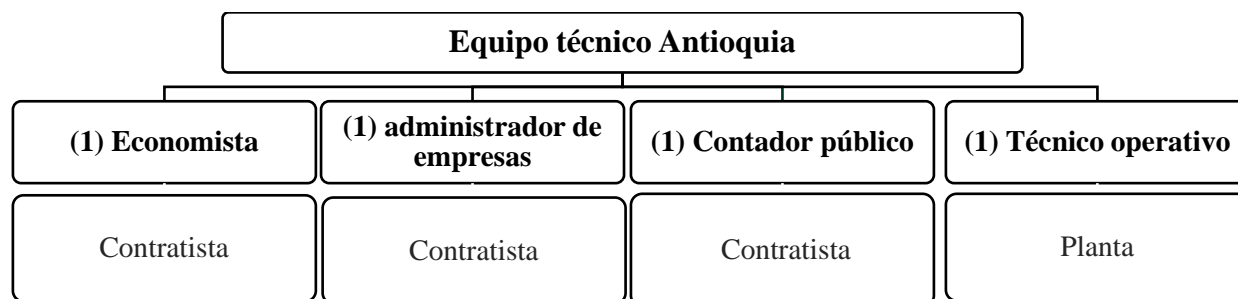 Equipo técnico Antioquia
(1) Economista
(1) administrador de
empresas
(1) Contador público
(1) Técnico operativo
Contratista
Contratista
Contratista
Planta